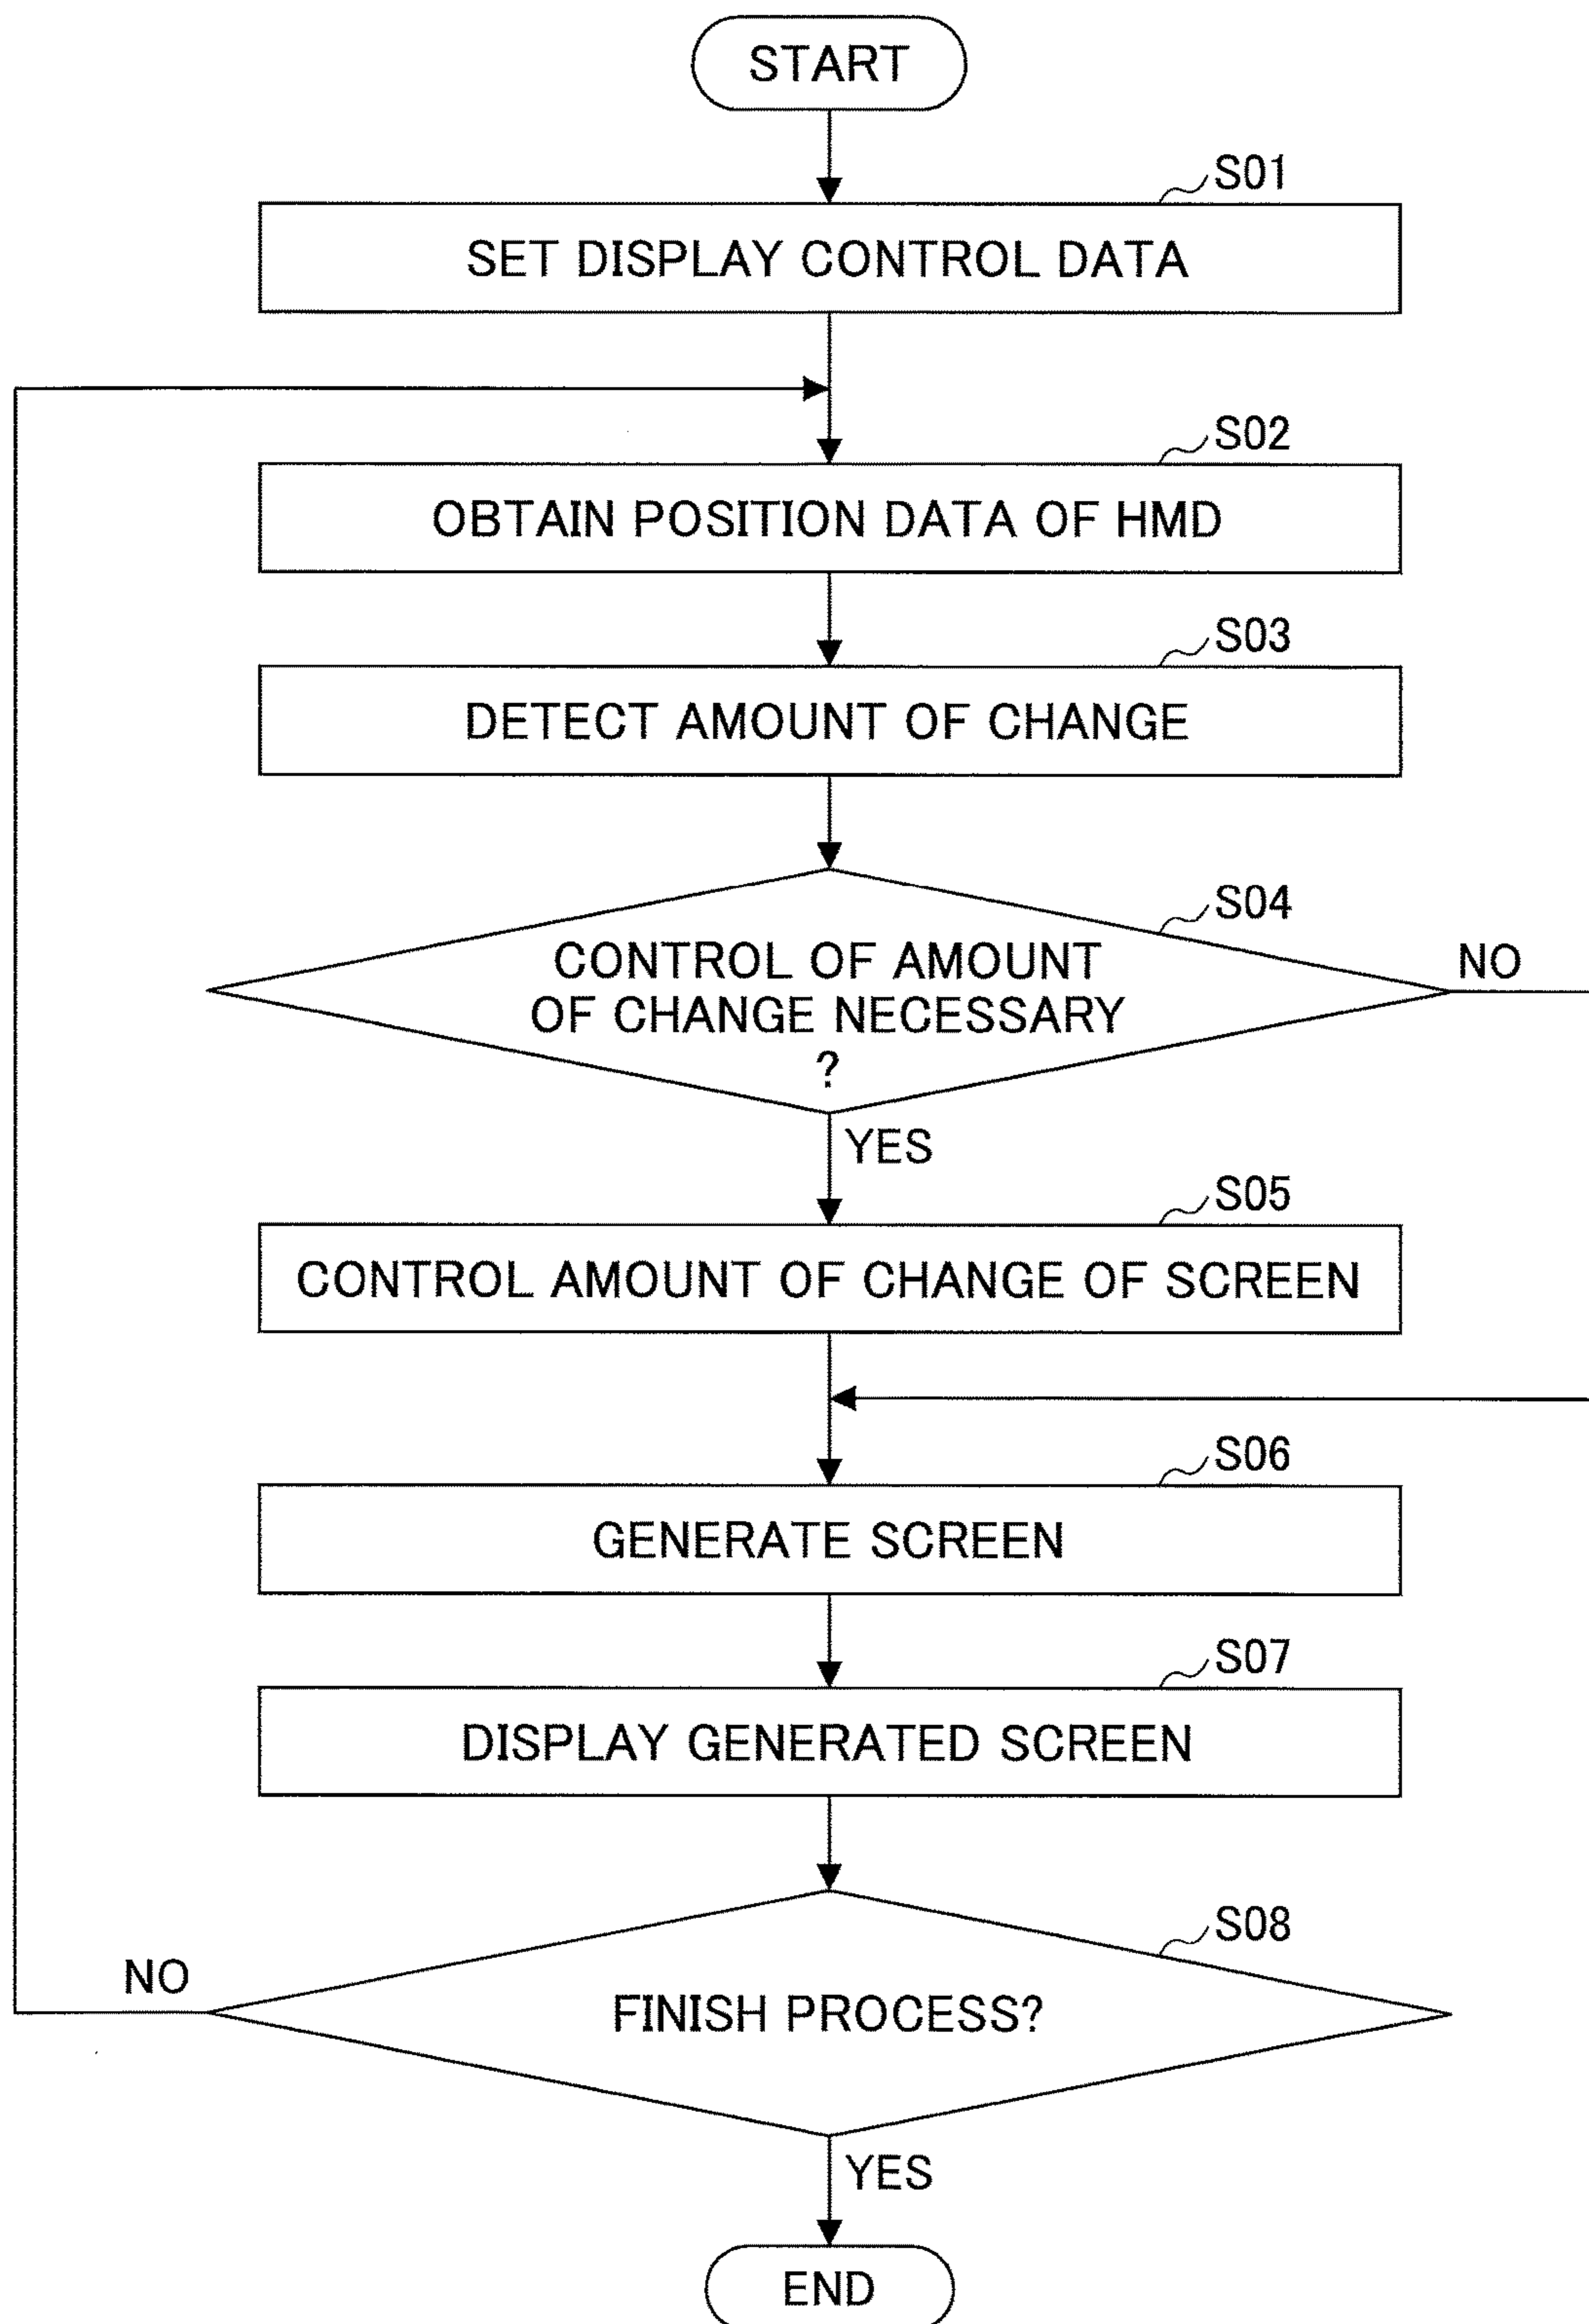 START
S01
SET DISPLAY CONTROL DATA
S02
OBTAIN POSITION DATA OF HMD
S03
DETECT AMOUNT OF CHANGE
S04
CONTROL OF AMOUNT
OF CHANGE NECESSARY
?
NO
YES
S05
CONTROL AMOUNT OF CHANGE OF SCREEN
S06
GENERATE SCREEN
S07
DISPLAY GENERATED SCREEN
S08
NO
FINISH PROCESS?
YES
END